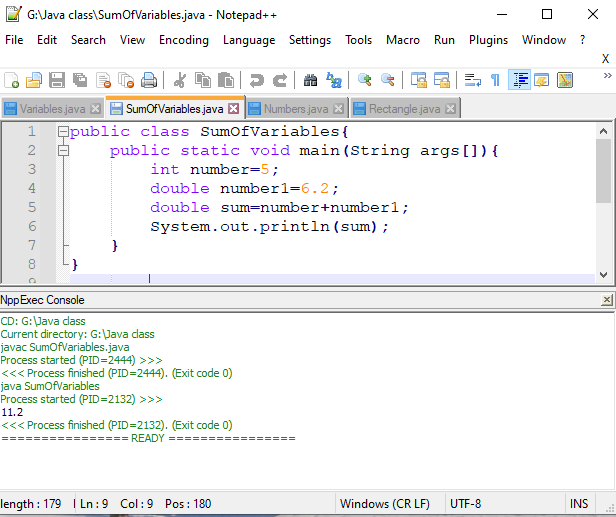 G:\Java class\SumOfVariables.java - Notepad++
File Edit Search View Encoding Language Settings Tools Macro Run Plugins Window ?
X
Variables.java SumOfVariables.java Numbers.java Rectangle.java
1 public class SumOfVariables{
2 public static void main(String args[]){
3 int number=5;
4 double number1=6.2;
5 double sum=number+number1;
6 System.out.println(sum);
7 }
8 }
9
NppExec Console
CD: G:\Java class
Current directory: G:\Java class
javac SumOfVariables.java
Process started (PID=2444) >>>
<<< Process finished (PID=2444). (Exit code 0)
java SumOfVariables
Process started (PID=2132) >>>
11.2
<<< Process finished (PID=2132). (Exit code 0)
================ READY ================
length : 179 l Ln : 9 Col : 9 Pos : 180 Windows (CR LF) UTF-8 INS